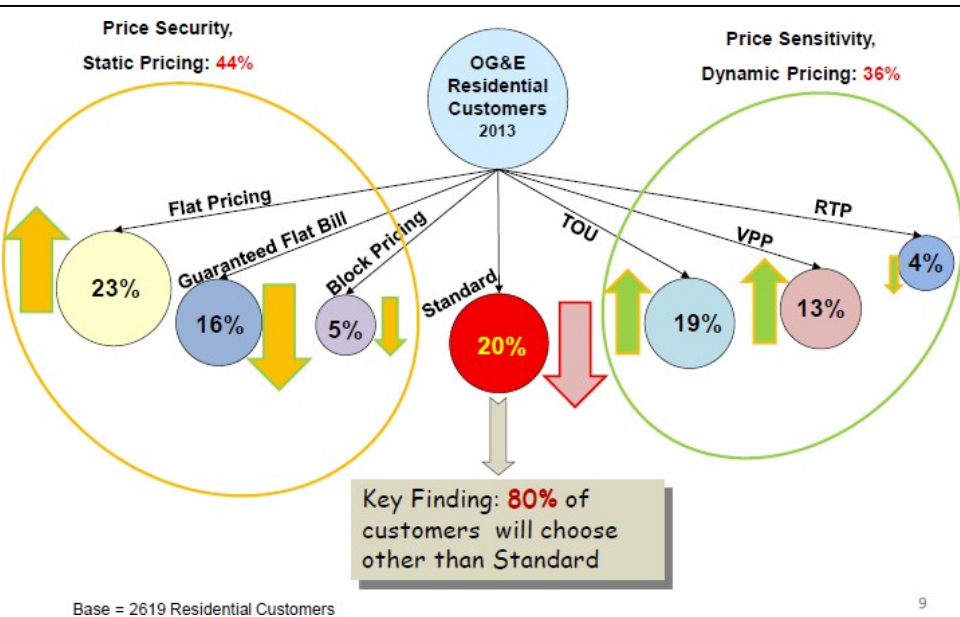 Price Security,
Static Pricing: 44%
OG&E
Residential
Customers
2013
Price Sensitivity,
Dynamic Pricing: 36%
Flat Pricing
Guaranteed Flat Bill
Block Pricing
Standard
TOU
VPP
RTP
23%
16%
5%
20%
19%
13%
4%
Key Finding: 80% of
customers will choose
other than Standard
Base = 2619 Residential Customers
9